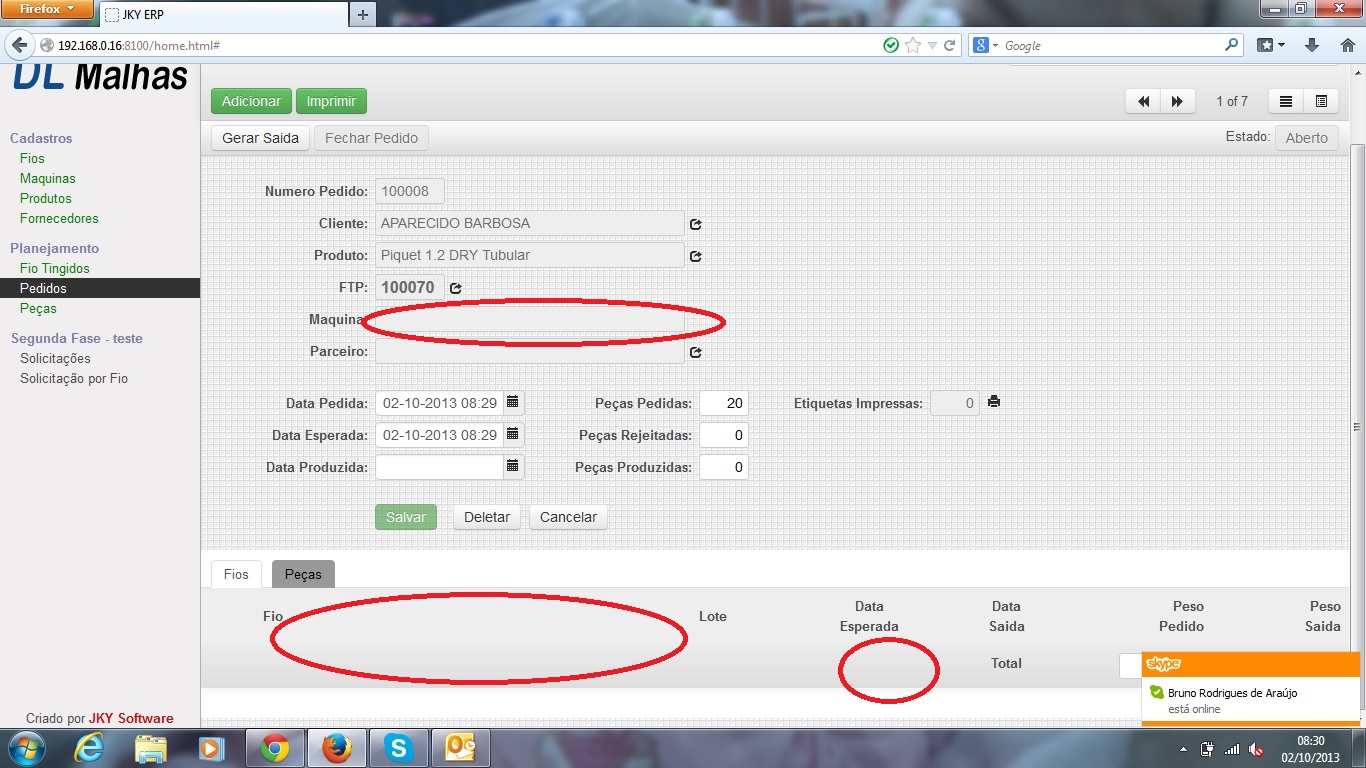 Firefox
JKY ERP
192.168.0.16:8100/home.html#
Google
DL Malhas
Adicionar
Imprimir
1 of 7
Cadastros
Fios
Maquinas
Produtos
Fornecedores
Planejamento
Fio Tingidos
Pedidos
Peças
Segunda Fase - teste
Solicitações
Solicitação por Fio
Criado por JKY Software
Gerar Saida
Fechar Pedido
Estado: Aberto
Numero Pedido: 100008
Cliente: APARECIDO BARBOSA
Produto: Piquet 1.2 DRY Tubular
FTP: 100070
Maquina
Parceiro:
Data Pedida: 02-10-2013 08:29 Peças Pedidas: 20 Etiquetas Impressas: 0
Data Esperada: 02-10-2013 08:29 Peças Rejeitadas: 0
Data Produzida: Peças Produzidas: 0
Salvar
Deletar
Cancelar
Fios
Peças
Fio
Lote
Data
Esperada
Data
Saida
Peso
Pedido
Peso
Saida
Total
skype
Bruno Rodrigues de Araújo
está online
08:30
02/10/2013